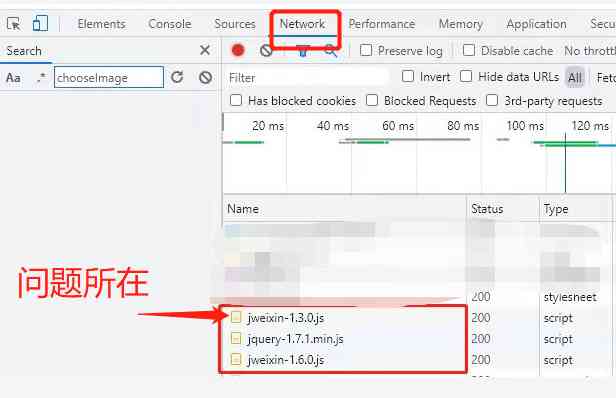 Elements Console Sources Network Performance Memory Application Secu
Search
Preserve log Disable cache No throttl
Aa .* chooseImage
Filter Invert Hide data URLs All Fetc
Has blocked cookies Blocked Requests 3rd-party requests
20 ms 40 ms 60 ms 80 ms 100 ms 120 ms
Name Status Type
200 stylesheet
问题所在
jweixin-1.3.0.js 200 script
jquery-1.7.1.min.js 200 script
jweixin-1.6.0.js 200 script